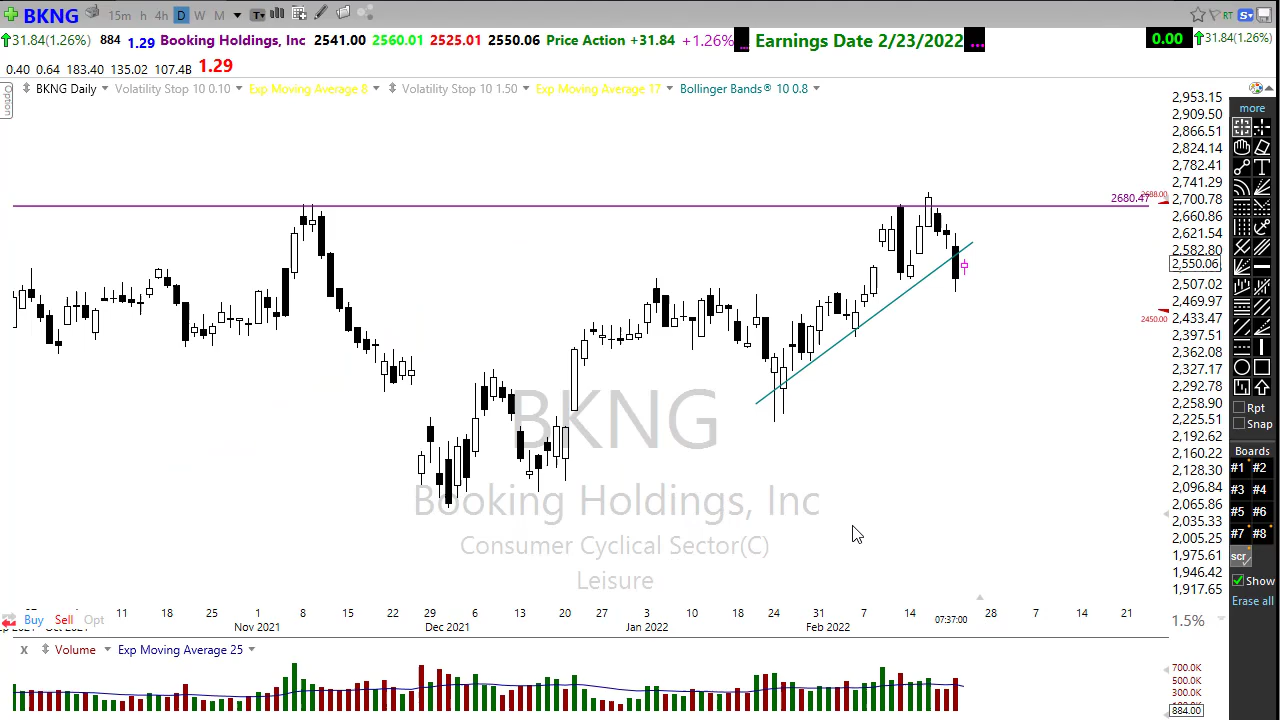 BKNG 15m h 4h D W M T RT S
31.84(1.26%) 884 1.29 Booking Holdings, Inc 2541.00 2560.01 2525.01 2550.06 Price Action +31.84 +1.26% ... Earnings Date 2/23/2022 ... 0.00 31.84(1.26%)
0.40 0.64 183.40 135.02 107.4B 1.29
Option
BKNG Daily Volatility Stop 10 0.10 Exp Moving Average 8 Volatility Stop 10 1.50 Exp Moving Average 17 Bollinger Bands® 10 0.8
2,953.15
2,909.50
2,866.51
2,824.14
2,782.41
2,741.29
2,700.78
2,660.86
2,621.54
2,582.80
2,550.06
2,507.02
2,469.97
2,433.47
2,397.51
2,362.08
2,327.17
2,292.78
2,258.90
2,225.51
2,192.62
2,160.22
2,128.30
2,096.84
2,065.86
2,035.33
2,005.25
1,975.61
1,946.42
1,917.65
2680.47
2450.00
BKNG
Booking Holdings, Inc
Consumer Cyclical Sector(C)
Leisure
more
Rpt
Snap
Boards
#1 #2
#3 #4
#5 #6
#7 #8
scr
Show
Erase all
11 18 25 1 8 15 22 29 6 13 20 27 3 10 18 24 31 7 14 28 7 14 21
Buy Sell Opt
Oct 2021 Nov 2021 Dec 2021 Jan 2022 Feb 2022 07:37:00
1.5%
x Volume Exp Moving Average 25
700.0K
500.0K
300.0K
884.00